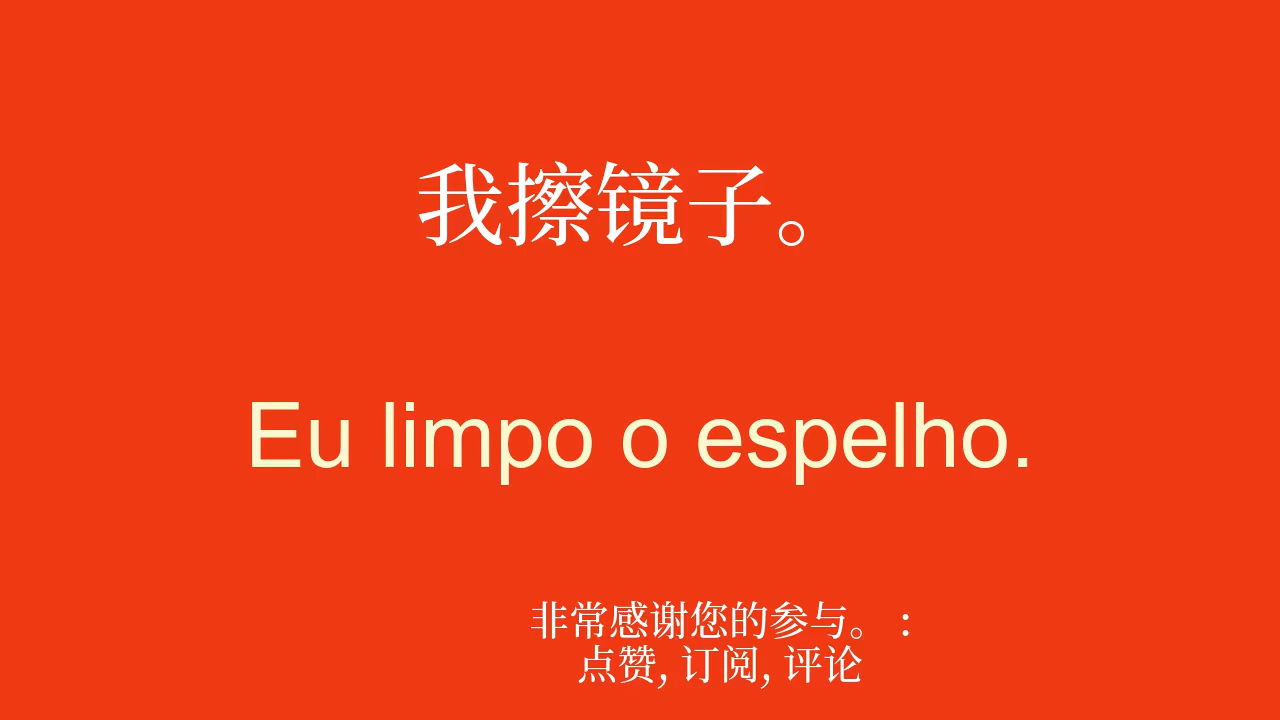 我擦镜子。
Eu limpo o espelho.
非常感谢您的参与。 :
点赞, 订阅, 评论